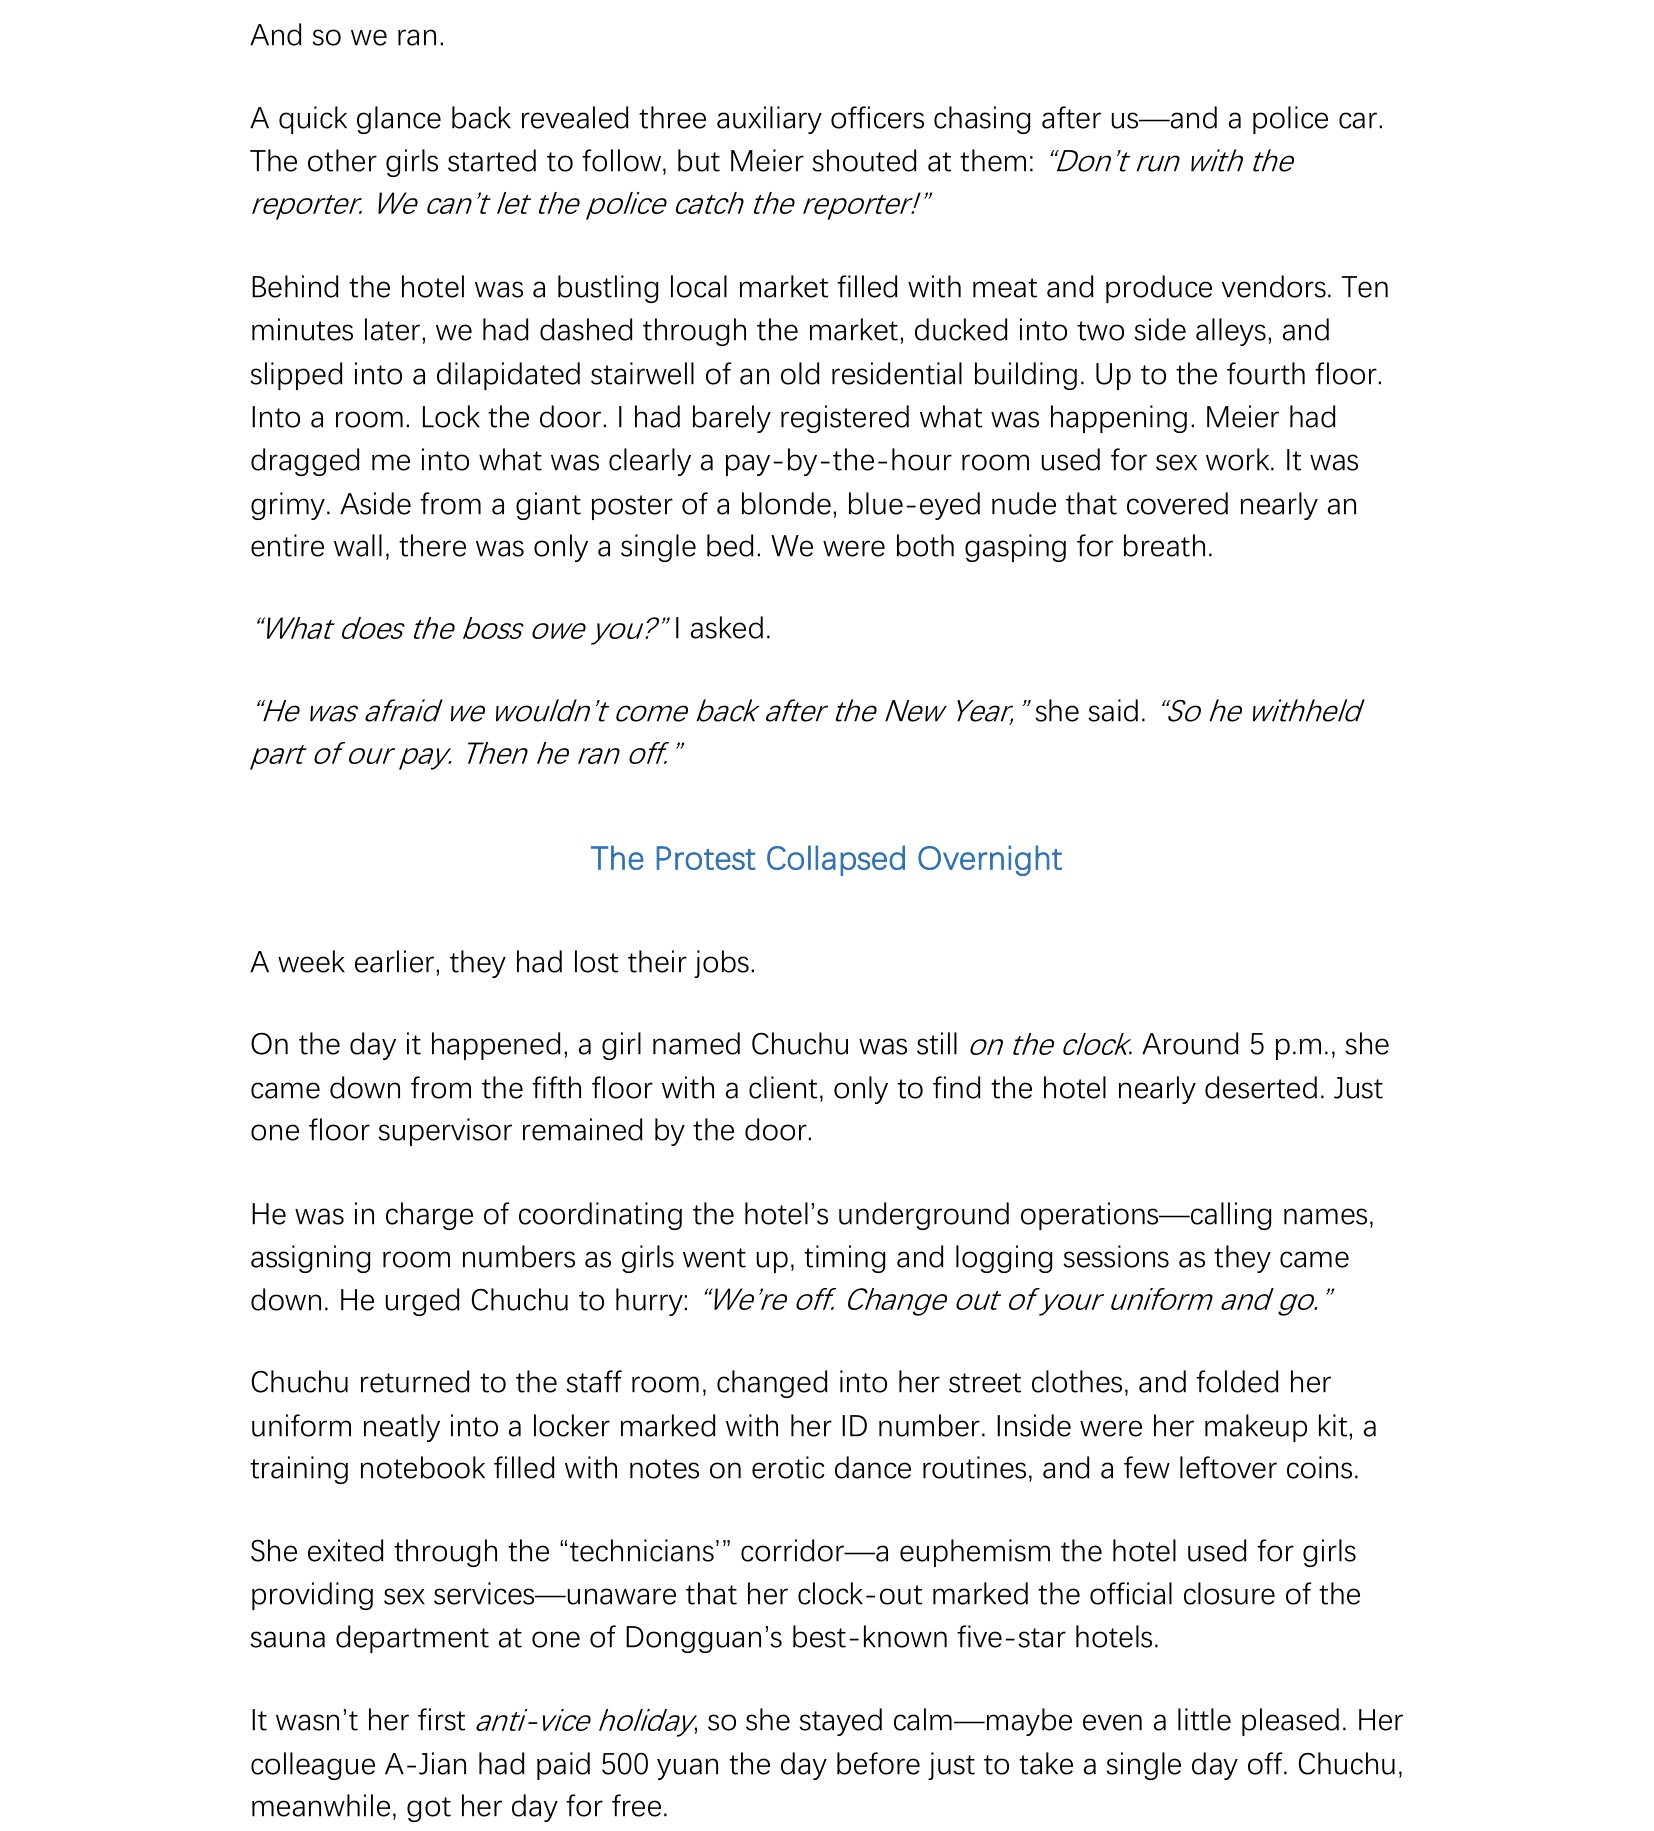 And so we ran.
A quick glance back revealed three auxiliary officers chasing after us—and a police car.
The other girls started to follow, but Meier shouted at them: “Don’t run with the
reporter. We can’t let the police catch the reporter!”
Behind the hotel was a bustling local market filled with meat and produce vendors. Ten
minutes later, we had dashed through the market, ducked into two side alleys, and
slipped into a dilapidated stairwell of an old residential building. Up to the fourth floor.
Into a room. Lock the door. I had barely registered what was happening. Meier had
dragged me into what was clearly a pay-by-the-hour room used for sex work. It was
grimy. Aside from a giant poster of a blonde, blue-eyed nude that covered nearly an
entire wall, there was only a single bed. We were both gasping for breath.
“What does the boss owe you?” I asked.
“He was afraid we wouldn’t come back after the New Year,” she said. “So he withheld
part of our pay. Then he ran off.”
The Protest Collapsed Overnight
A week earlier, they had lost their jobs.
On the day it happened, a girl named Chuchu was still on the clock. Around 5 p.m., she
came down from the fifth floor with a client, only to find the hotel nearly deserted. Just
one floor supervisor remained by the door.
He was in charge of coordinating the hotel’s underground operations—calling names,
assigning room numbers as girls went up, timing and logging sessions as they came
down. He urged Chuchu to hurry: “We’re off. Change out of your uniform and go.”
Chuchu returned to the staff room, changed into her street clothes, and folded her
uniform neatly into a locker marked with her ID number. Inside were her makeup kit, a
training notebook filled with notes on erotic dance routines, and a few leftover coins.
She exited through the “technicians’” corridor—a euphemism the hotel used for girls
providing sex services—unaware that her clock-out marked the official closure of the
sauna department at one of Dongguan’s best-known five-star hotels.
It wasn’t her first anti-vice holiday, so she stayed calm—maybe even a little pleased. Her
colleague A-Jian had paid 500 yuan the day before just to take a single day off. Chuchu,
meanwhile, got her day for free.